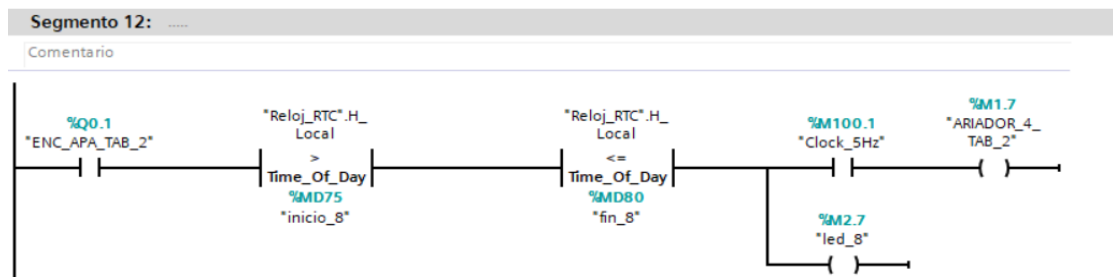 Segmento 12: .....
Comentario
%Q0.1
"ENC_APA_TAB_2"
"Reloj_RTC".H_
Local
>
Time_Of_Day
%MD75
"inicio_8"
"Reloj_RTC".H_
Local
<=
Time_Of_Day
%MD80
"fin_8"
%M100.1
"Clock_5Hz"
%M1.7
"ARIADOR_4_
TAB_2"
%M2.7
"led_8"